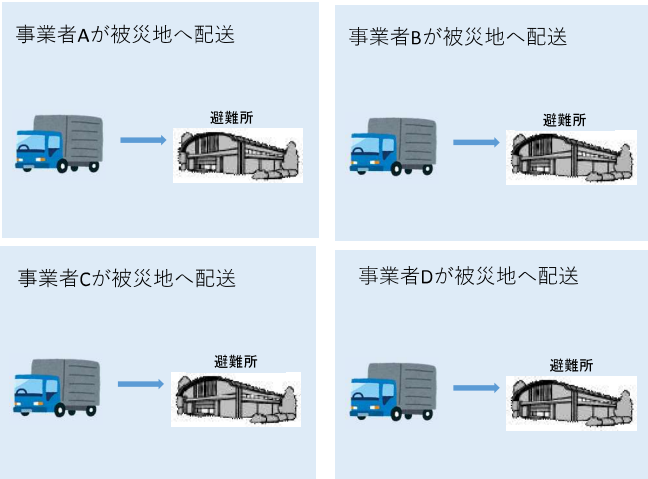 事業者Aが被災地へ配送
避難所
事業者Bが被災地へ配送
避難所
事業者Cが被災地へ配送
避難所
事業者Dが被災地へ配送
避難所